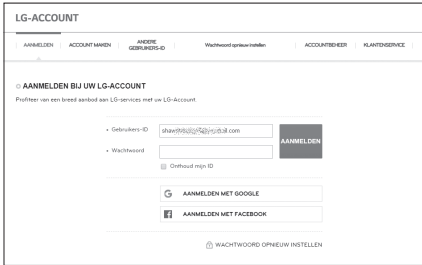 LG-ACCOUNT
AANMELDEN
ACCOUNT MAKEN
ANDERE
GEBRUIKERS-ID
Wachtwoord opnieuw instellen
ACCOUNTBEHEER
KLANTENSERVICE
AANMELDEN BIJ UW LG-ACCOUNT
Profiteer van een breed aanbod aan LG-services met uw LG-Account.
• Gebruikers-ID
AANMELDEN
• Wachtwoord
Onthoud mijn ID
G AANMELDEN MET GOOGLE
f AANMELDEN MET FACEBOOK
WACHTWOORD OPNIEUW INSTELLEN